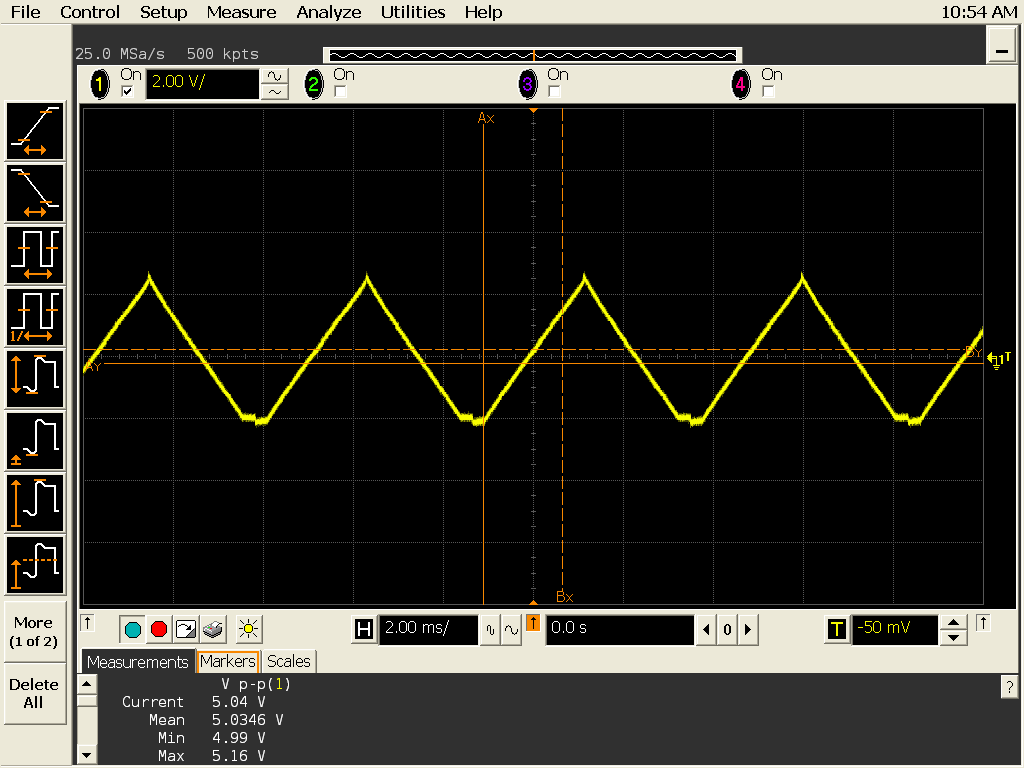 File Control Setup Measure Analyze Utilities Help 10:54 AM
25.0 MSa/s 500 kpts
1 On 2.00 V/ 2 On 3 On 4 On
Ax
AY
BY
1T
Bx
1/
More
(1 of 2)
Delete
All
H 2.00 ms/ 0.0 s 0 T -50 mV
Measurements Markers Scales
V p-p(1)
?
Current 5.04 V
Mean 5.0346 V
Min 4.99 V
Max 5.16 V